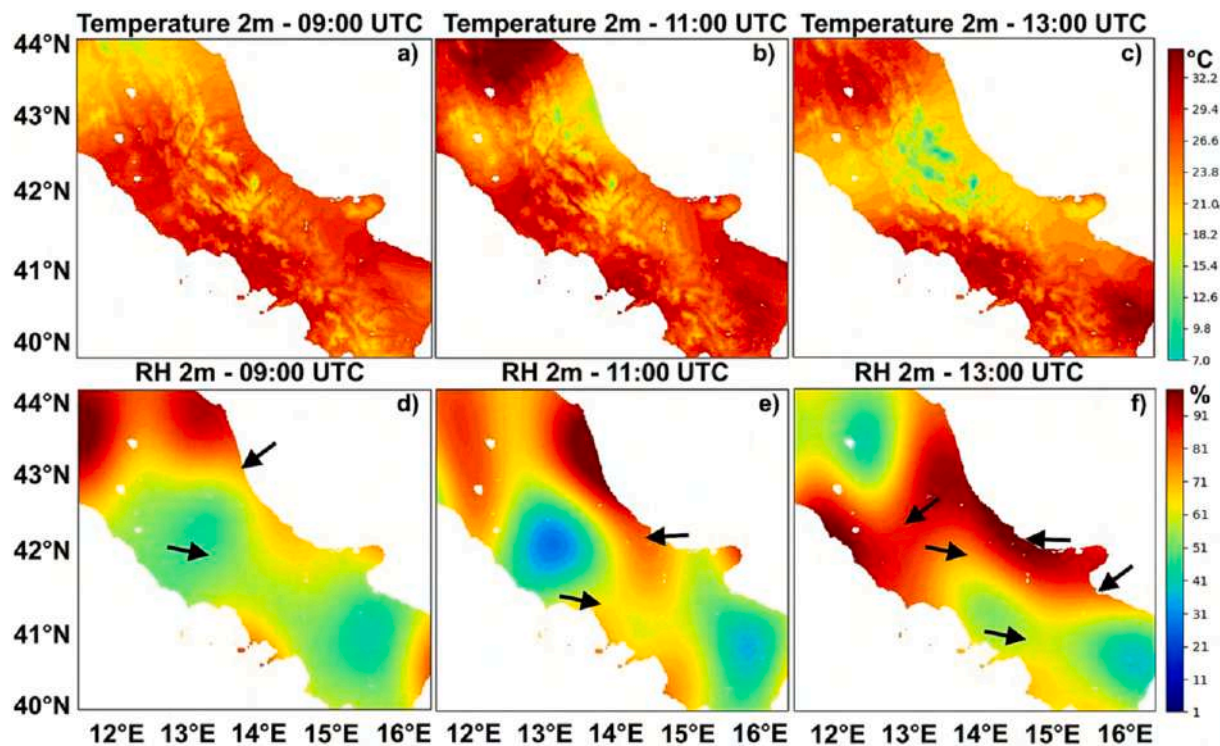 Temperature 2m - 09:00 UTC Temperature 2m - 11:00 UTC Temperature 2m - 13:00 UTC
44°N a) b) c) °C
32.2
43°N 29.4
26.6
42°N 23.8
21.0
18.2
41°N 15.4
12.6
40°N 9.8
7.0
RH 2m - 09:00 UTC RH 2m - 11:00 UTC RH 2m - 13:00 UTC
44°N d) e) f) %
91
43°N 81
71
61
42°N 51
41
41°N 31
21
11
40°N 1
12°E 13°E 14°E 15°E 16°E 12°E 13°E 14°E 15°E 16°E 12°E 13°E 14°E 15°E 16°E